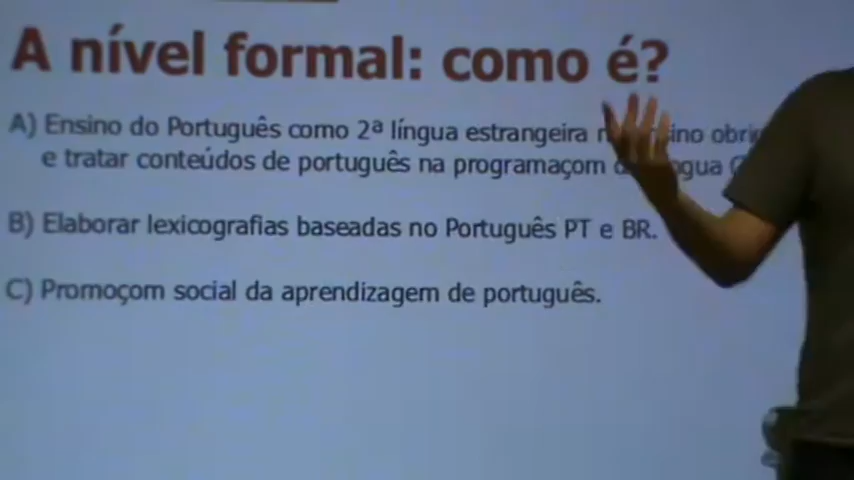 A nível formal: como é?
A) Ensino do Português como 2ª língua estrangeira
e tratar conteúdos de português na programaçom
B) Elaborar lexicografias baseadas no Português PT e BR.
C) Promoçom social da aprendizagem de português.